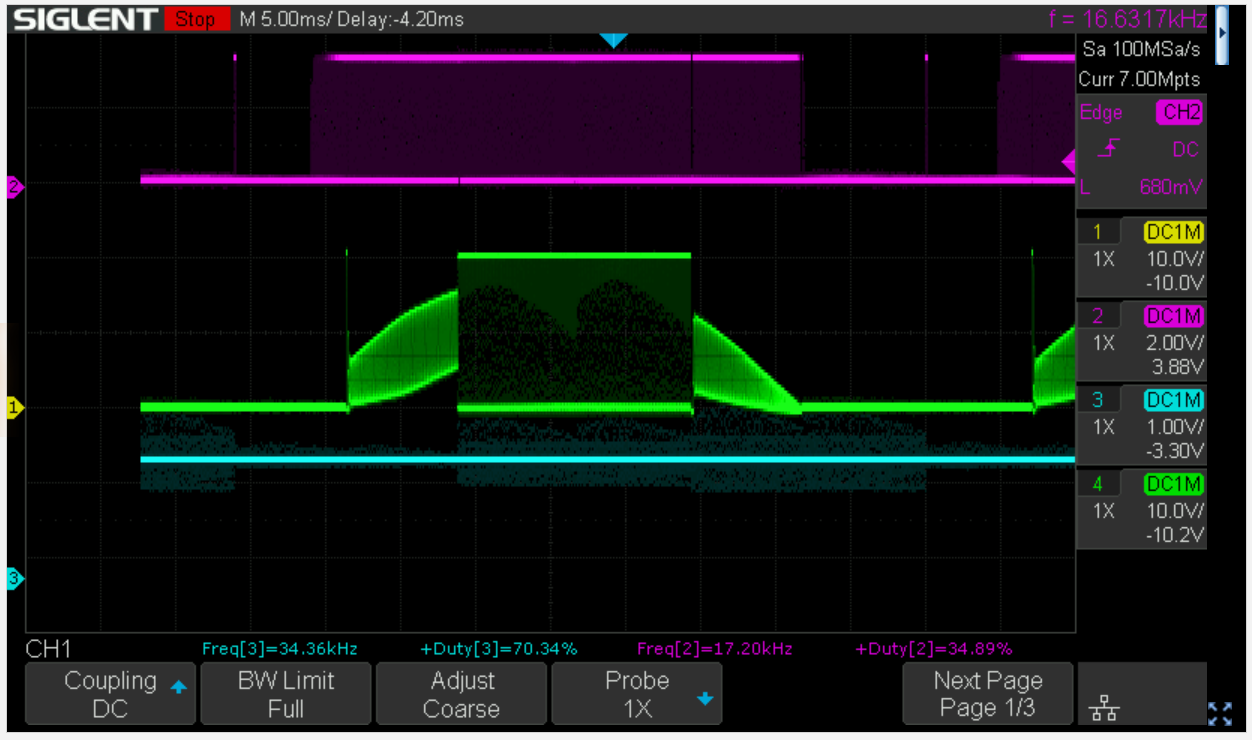 SIGLENT Stop M 5.00ms/ Delay:-4.20ms f = 16.6317kHz
Sa 100MSa/s
Curr 7.00Mpts
Edge CH2
DC
L 680mV
1 DC1M
1X 10.0V/
-10.0V
2 DC1M
1X 2.00V/
3.88V
3 DC1M
1X 1.00V/
-3.30V
4 DC1M
1X 10.0V/
-10.2V
2
1
3
CH1 Freq[3]=34.36kHz +Duty[3]=70.34% Freq[2]=17.20kHz +Duty[2]=34.89%
Coupling BW Limit Adjust Probe Next Page
DC Full Coarse 1X Page 1/3